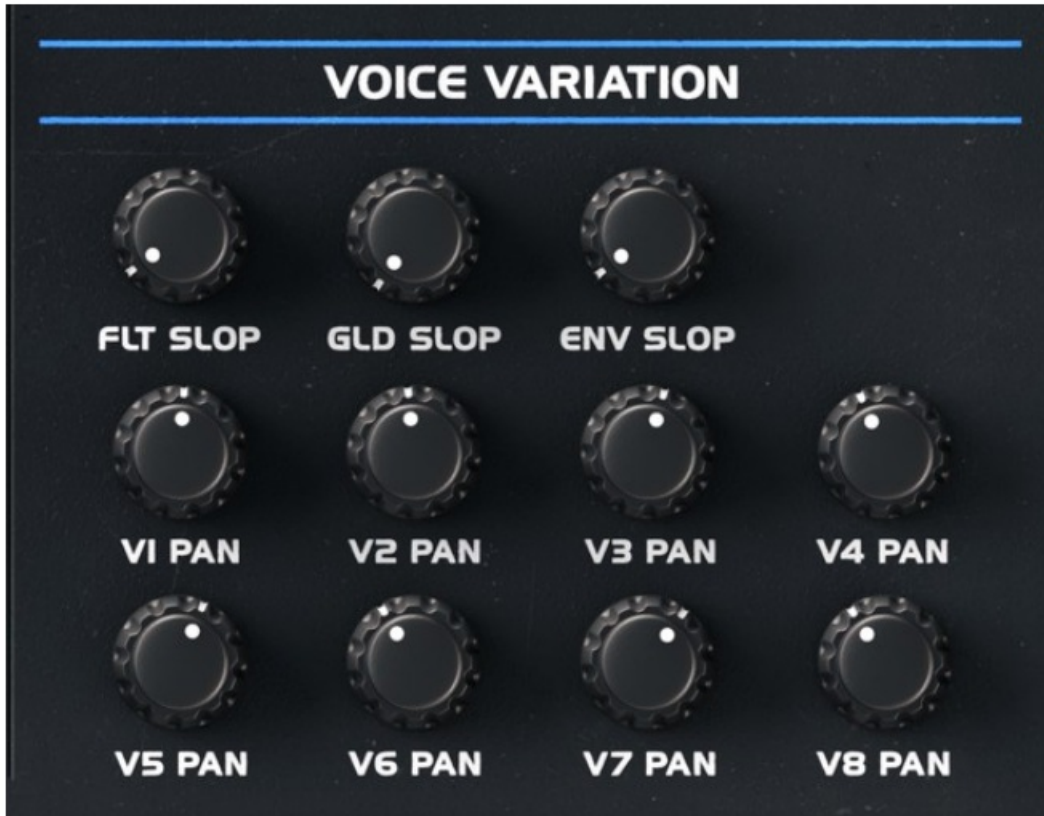 VOICE VARIATION
FLT SLOP GLD SLOP ENV SLOP
V1 PAN V2 PAN V3 PAN V4 PAN
V5 PAN V6 PAN V7 PAN V8 PAN